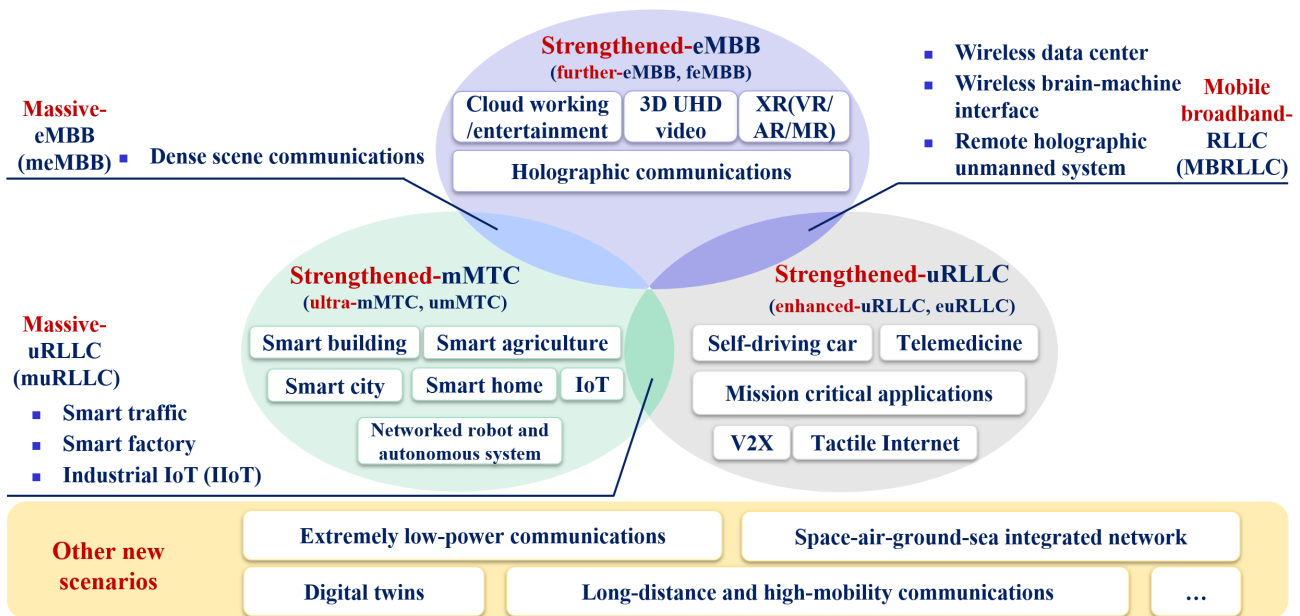 Strengthened-eMBB
(further-eMBB, feMBB)
Cloud working
/entertainment
3D UHD
video
XR(VR/
AR/MR)
Holographic communications
Massive-
eMBB
(meMBB)
▪ Dense scene communications
▪ Wireless data center
▪ Wireless brain-machine
interface
▪ Remote holographic
unmanned system
Mobile
broadband-
RLLC
(MBRLLC)
Strengthened-mMTC
(ultra-mMTC, umMTC)
Smart building
Smart agriculture
Smart city
Smart home
IoT
Networked robot and
autonomous system
Strengthened-uRLLC
(enhanced-uRLLC, euRLLC)
Self-driving car
Telemedicine
Mission critical applications
V2X
Tactile Internet
Massive-
uRLLC
(muRLLC)
▪ Smart traffic
▪ Smart factory
▪ Industrial IoT (IIoT)
Other new
scenarios
Extremely low-power communications
Space-air-ground-sea integrated network
Digital twins
Long-distance and high-mobility communications
…